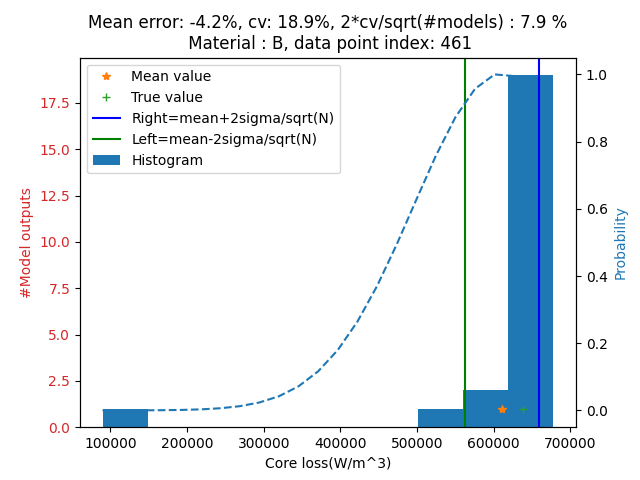 Mean error: -4.2%, cv: 18.9%, 2*cv/sqrt(#models) : 7.9 %
Material : B, data point index: 461
Mean value
True value
Right=mean+2sigma/sqrt(N)
Left=mean-2sigma/sqrt(N)
Histogram
#Model outputs
17.5
15.0
12.5
10.0
7.5
5.0
2.5
0.0
1.0
0.8
0.6
0.4
0.2
0.0
Probability
100000 200000 300000 400000 500000 600000 700000
Core loss(W/m^3)